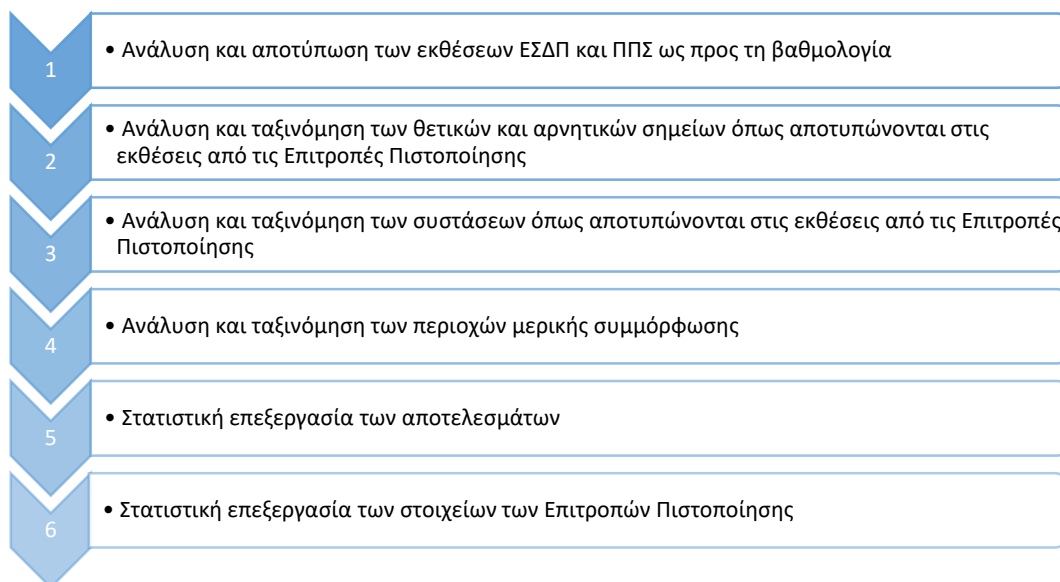 1
• Ανάλυση και αποτύπωση των εκθέσεων ΕΣΔΠ και ΠΠΣ ως προς τη βαθμολογία
2
• Ανάλυση και ταξινόμηση των θετικών και αρνητικών σημείων όπως αποτυπώνονται στις
εκθέσεις από τις Επιτροπές Πιστοποίησης
3
• Ανάλυση και ταξινόμηση των συστάσεων όπως αποτυπώνονται στις εκθέσεις από τις Επιτροπές
Πιστοποίησης
4
• Ανάλυση και ταξινόμηση των περιοχών μερικής συμμόρφωσης
5
• Στατιστική επεξεργασία των αποτελεσμάτων
6
• Στατιστική επεξεργασία των στοιχείων των Επιτροπών Πιστοποίησης